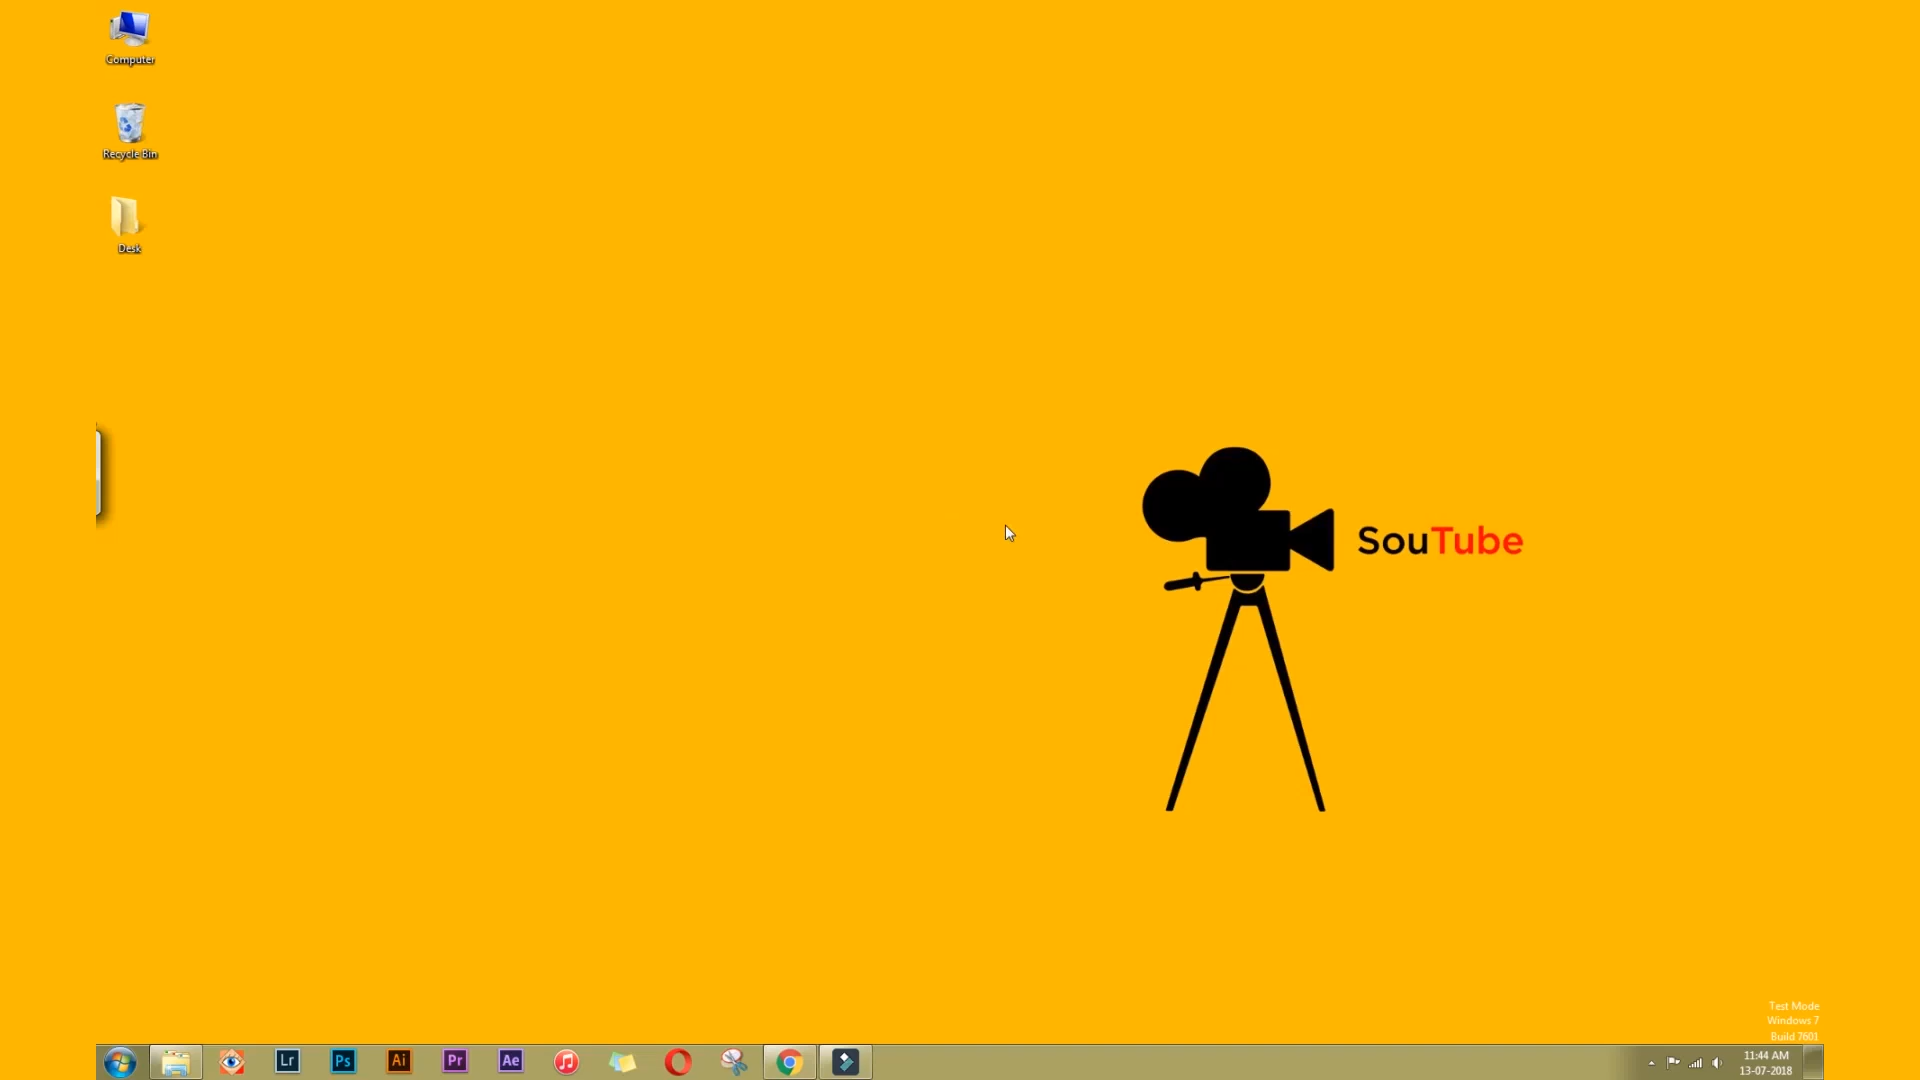 Computer
Recycle Bin
Desk
SouTube
Test Mode
Windows 7
Build 7601
Lr
Ps
Ai
Pr
Ae
11:44 AM
13-07-2018